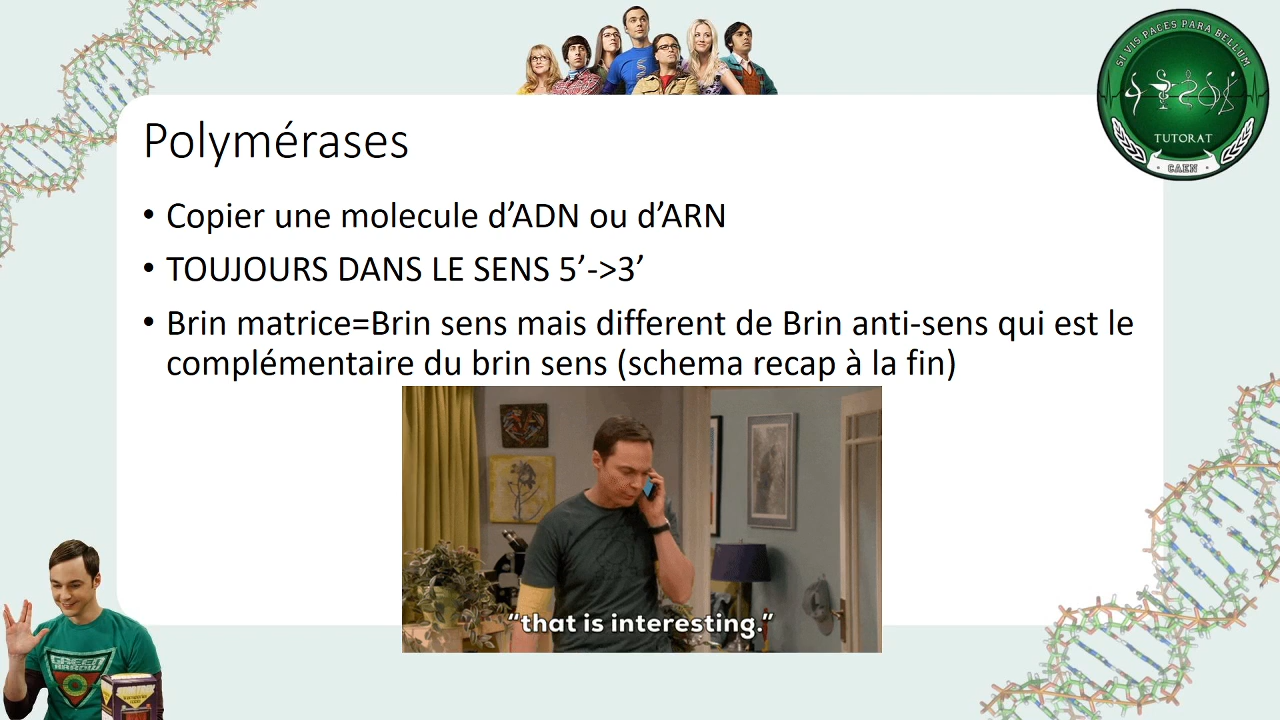 SI VIS PACES PARA BELLUM
TUTORAT
CAEN
Polymérases
• Copier une molecule d’ADN ou d’ARN
• TOUJOURS DANS LE SENS 5’->3’
• Brin matrice=Brin sens mais different de Brin anti-sens qui est le
complémentaire du brin sens (schema recap à la fin)
“that is interesting.”
GREEN